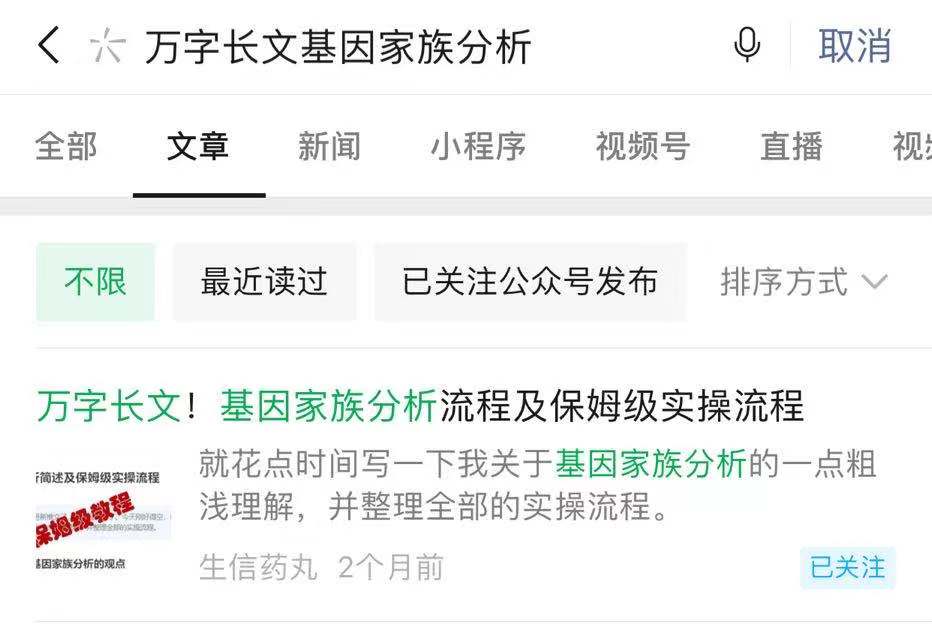 万字长文基因家族分析
取消
全部 文章 新闻 小程序 视频号 直播
不限 最近读过 已关注公众号发布 排序方式
万字长文！基因家族分析流程及保姆级实操流程
就花点时间写一下我关于基因家族分析的一点粗
浅理解，并整理全部的实操流程。
简述及保姆级实操流程
保姆级教程
基因家族分析的观点
生信药丸 2个月前
已关注